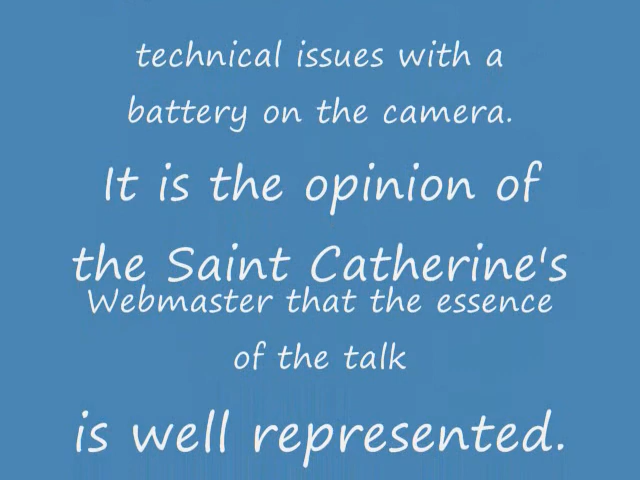 technical issues with a
battery on the camera.
It is the opinion of
the Saint Catherine's
Webmaster that the essence
of the talk
is well represented.